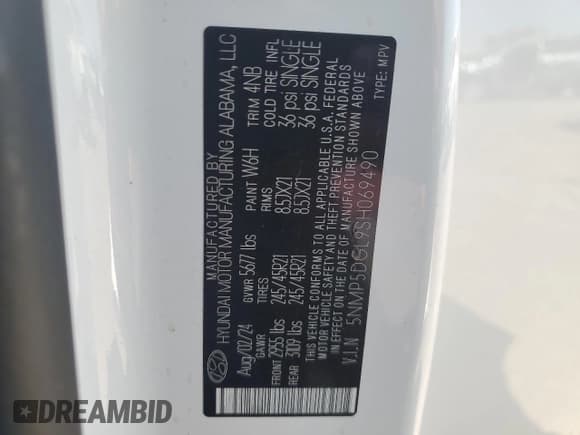 MANUFACTURED BY
HYUNDAI MOTOR MANUFACTURING ALABAMA, LLC
Aug/02/24 GVWR 5677 lbs PAINT W6H TRIM 4NB
GAWR TIRES RIMS COLD TIRE INFL
FRONT 2955 lbs 245/45R21 8.5JX21 36 psi SINGLE
REAR 3109 lbs 245/45R21 8.5JX21 36 psi SINGLE
THIS VEHICLE CONFORMS TO ALL APPLICABLE U.S.A. FEDERAL
MOTOR VEHICLE SAFETY AND THEFT PREVENTION STANDARDS
IN EFFECT ON THE DATE OF MANUFACTURE SHOWN ABOVE
V.I.N 5NMP5DGL9SH069490 TYPE: MPV
DREAMBID